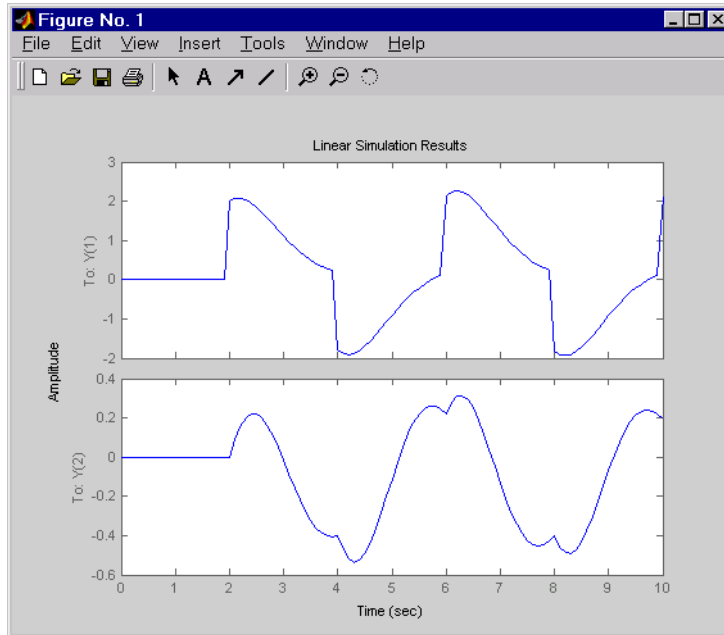 Figure No. 1
File Edit View Insert Tools Window Help
A
Linear Simulation Results
3
2
1
0
-1
-2
To: Y(1)
Amplitude
0.4
0.2
0
-0.2
-0.4
-0.6
To: Y(2)
0 1 2 3 4 5 6 7 8 9 10
Time (sec)